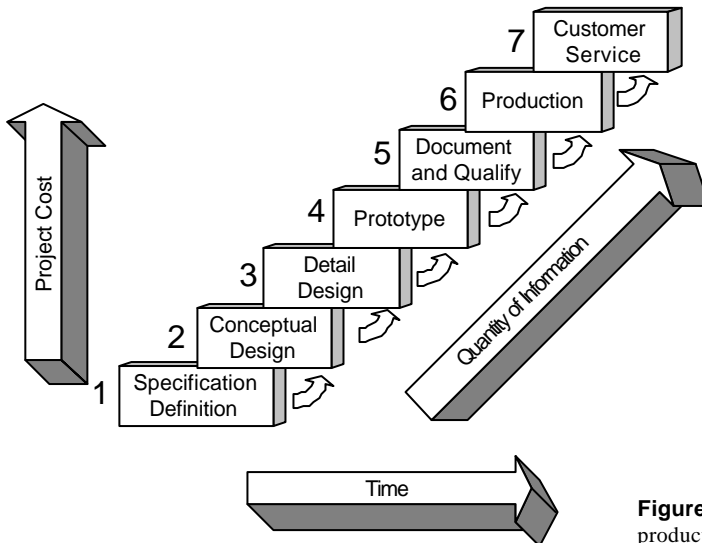 7
Customer
Service
6
Production
5
Document
and Qualify
4
Prototype
3
Detail
Design
2
Conceptual
Design
1
Specification
Definition
Project Cost
Quantity of Information
Time
Figure
produc